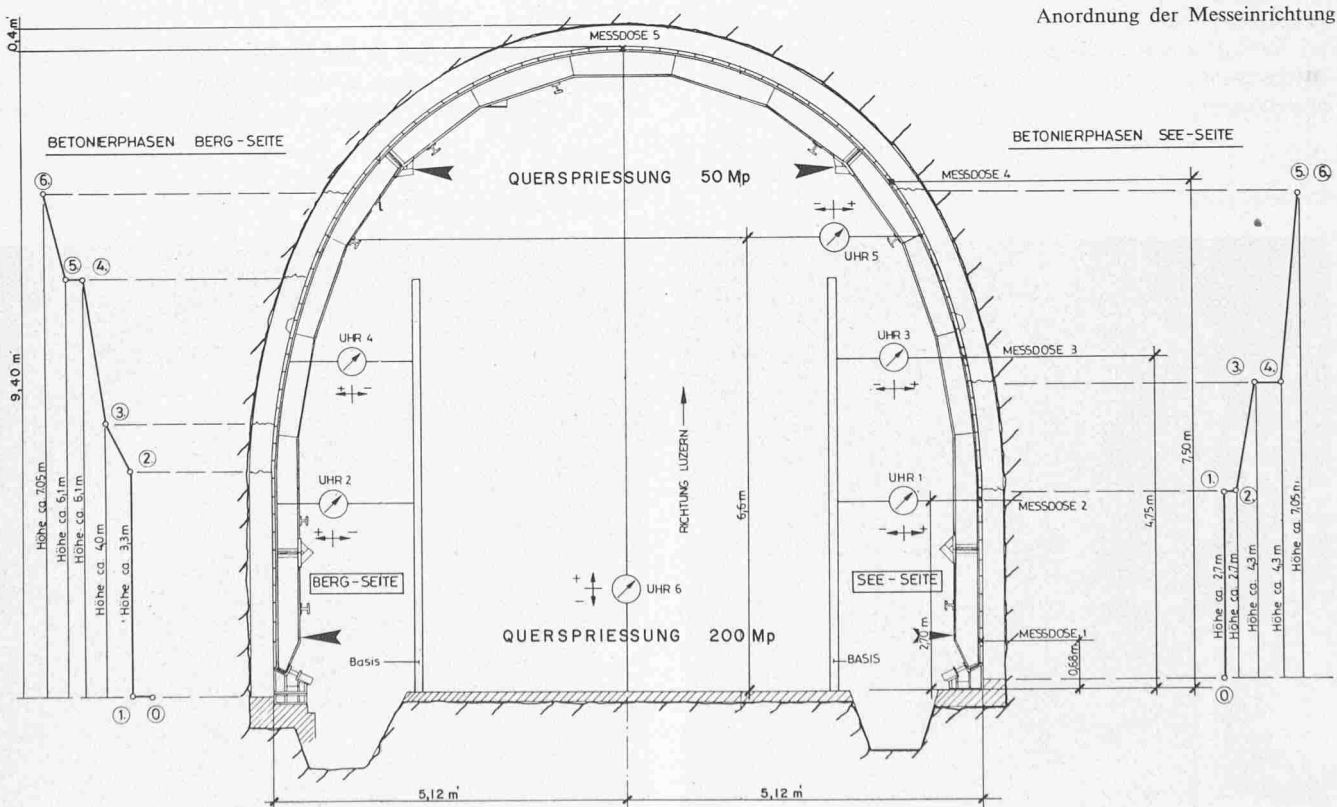 Anordnung der Messeinrichtung
0,4 m'
MESSDOSE 5
BETONIERPHASEN BERG-SEITE
BETONIERPHASEN SEE-SEITE
QUERSPRIESSUNG 50 Mp
MESSDOSE 4
6.
5. 6.
UHR 5
- +
5. 4.
9,40 m'
UHR 4
+ -
UHR 3
- +
MESSDOSE 3
3.
3. 4.
2.
1. 2.
RICHTUNG LUZERN
6,6 m
7,50 m
4,75 m
UHR 2
+ -
UHR 1
- +
MESSDOSE 2
Höhe ca. 7,05 m
Höhe ca. 6,1 m
Höhe ca. 6,1 m
Höhe ca. 4,0 m
Höhe ca. 3,3 m
Höhe ca. 2,7 m
Höhe ca. 2,7 m
Höhe ca. 4,3 m
Höhe ca. 4,3 m
Höhe ca. 7,05 m
BERG-SEITE
SEE-SEITE
+
-
UHR 6
QUERSPRIESSUNG 200 Mp
2,70 m
MESSDOSE 1
0,68 m
Basis
BASIS
1. 0
0
5,12 m'
5,12 m'